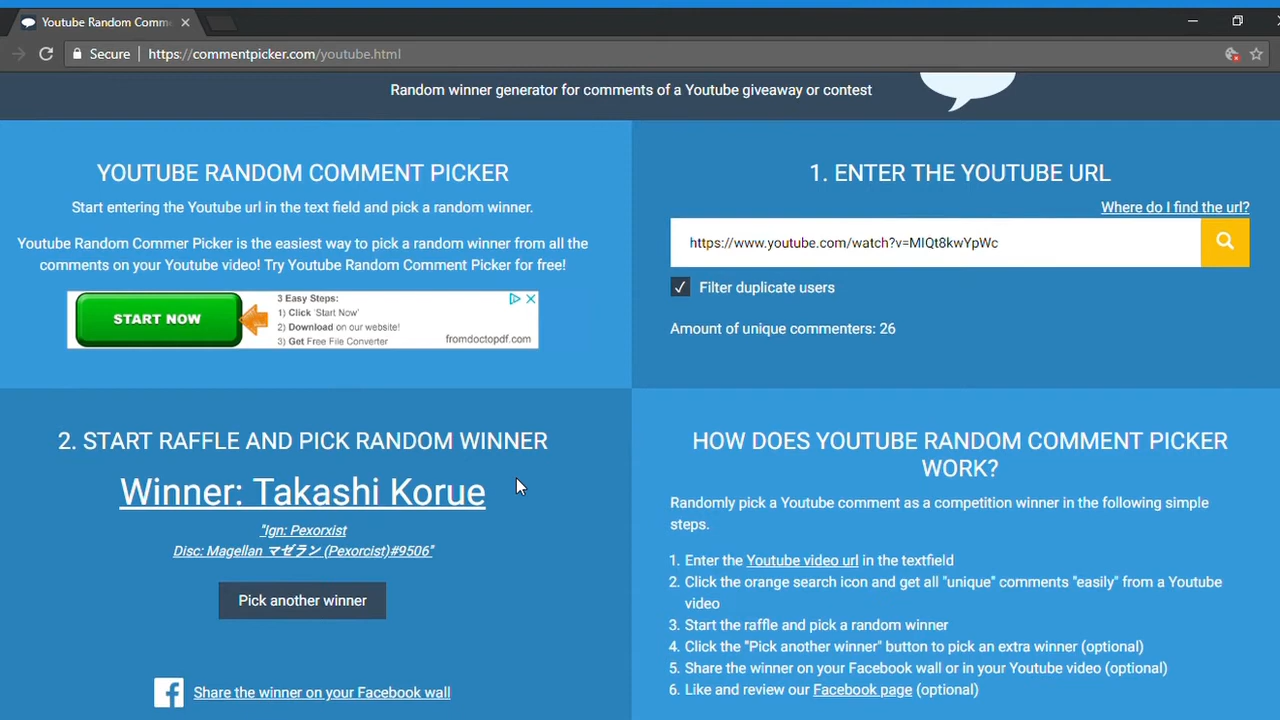 Youtube Random Comm
Secure
https://commentpicker.com/youtube.html
Random winner generator for comments of a Youtube giveaway or contest
YOUTUBE RANDOM COMMENT PICKER
Start entering the Youtube url in the text field and pick a random winner.
Youtube Random Commer Picker is the easiest way to pick a random winner from all the
comments on your Youtube video! Try Youtube Random Comment Picker for free!
START NOW
3 Easy Steps:
1) Click 'Start Now'
2) Download on our website!
3) Get Free File Converter
fromdoctopdf.com
1. ENTER THE YOUTUBE URL
Where do I find the url?
https://www.youtube.com/watch?v=MIQt8kwYpWc
Filter duplicate users
Amount of unique commenters: 26
2. START RAFFLE AND PICK RANDOM WINNER
Winner: Takashi Korue
"Ign: Pexorxist
Disc: Magellan マゼラン (Pexorcist)#9506"
Pick another winner
Share the winner on your Facebook wall
HOW DOES YOUTUBE RANDOM COMMENT PICKER
WORK?
Randomly pick a Youtube comment as a competition winner in the following simple
steps.
1. Enter the Youtube video url in the textfield
2. Click the orange search icon and get all "unique" comments "easily" from a Youtube
video
3. Start the raffle and pick a random winner
4. Click the "Pick another winner" button to pick an extra winner (optional)
5. Share the winner on your Facebook wall or in your Youtube video (optional)
6. Like and review our Facebook page (optional)